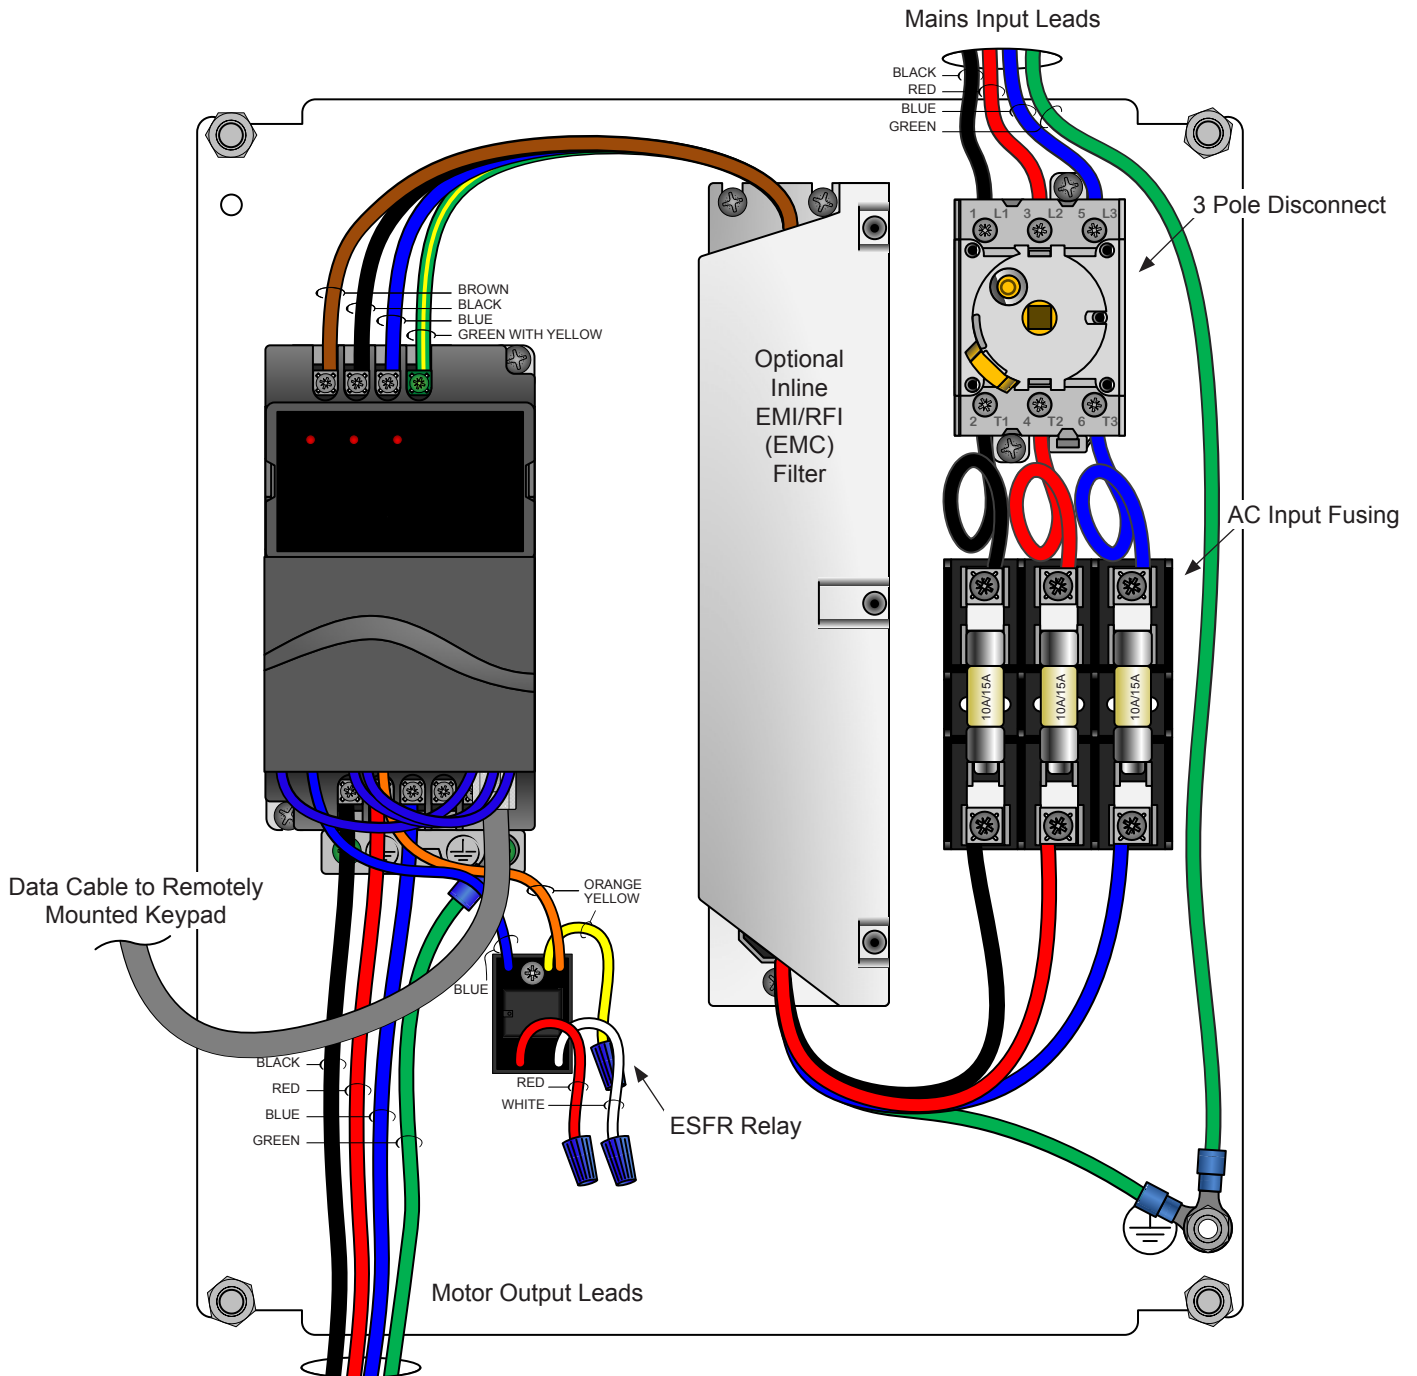 Mains Input Leads
BLACK
RED
BLUE
GREEN
3 Pole Disconnect
1 L1 3 L2 5 L3
2 T1 4 T2 6 T3
BROWN
BLACK
BLUE
GREEN WITH YELLOW
Optional
Inline
EMI/RFI
(EMC)
Filter
AC Input Fusing
10A/15A
10A/15A
10A/15A
Data Cable to Remotely
Mounted Keypad
ORANGE
YELLOW
BLUE
BLACK
RED
BLUE
GREEN
RED
WHITE
ESFR Relay
Motor Output Leads